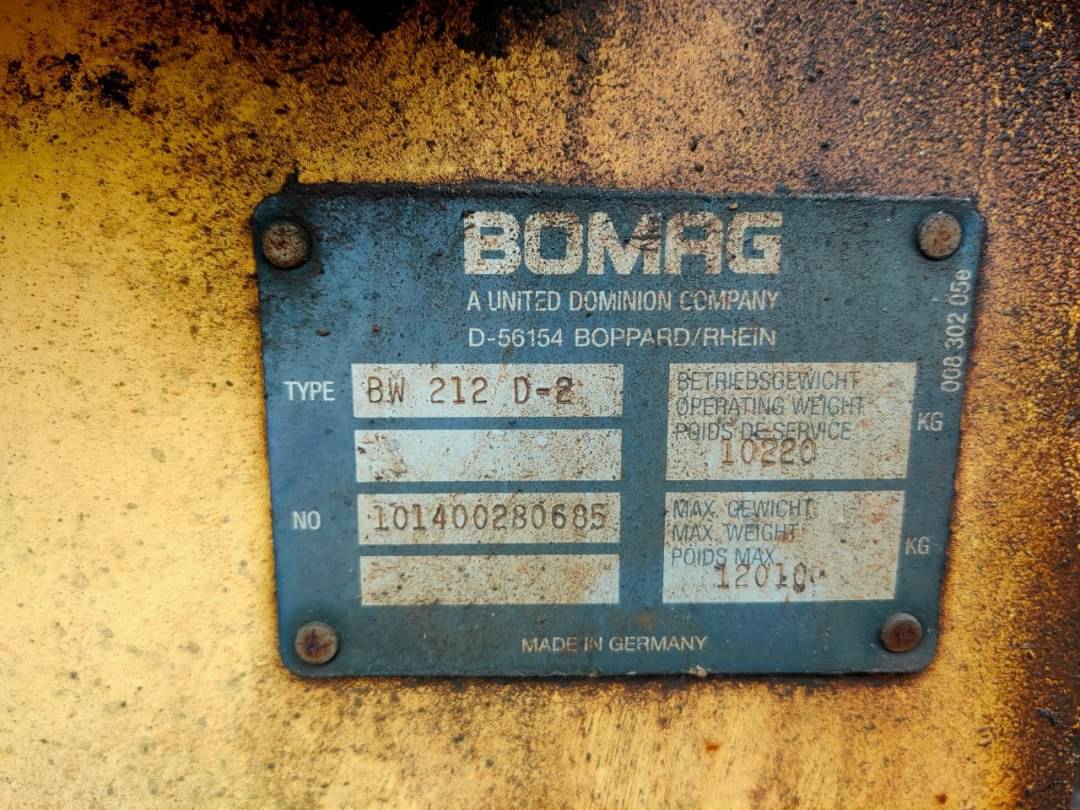 BOMAG
A UNITED DOMINION COMPANY
D-56154 BOPPARD/RHEIN
TYPE BW 212 D-2
NO 101400280685
BETRIEBSGEWICHT
OPERATING WEIGHT
POIDS DE SERVICE
10220 KG
MAX. GEWICHT
MAX. WEIGHT
POIDS MAX.
12010 KG
MADE IN GERMANY
008 302 05e